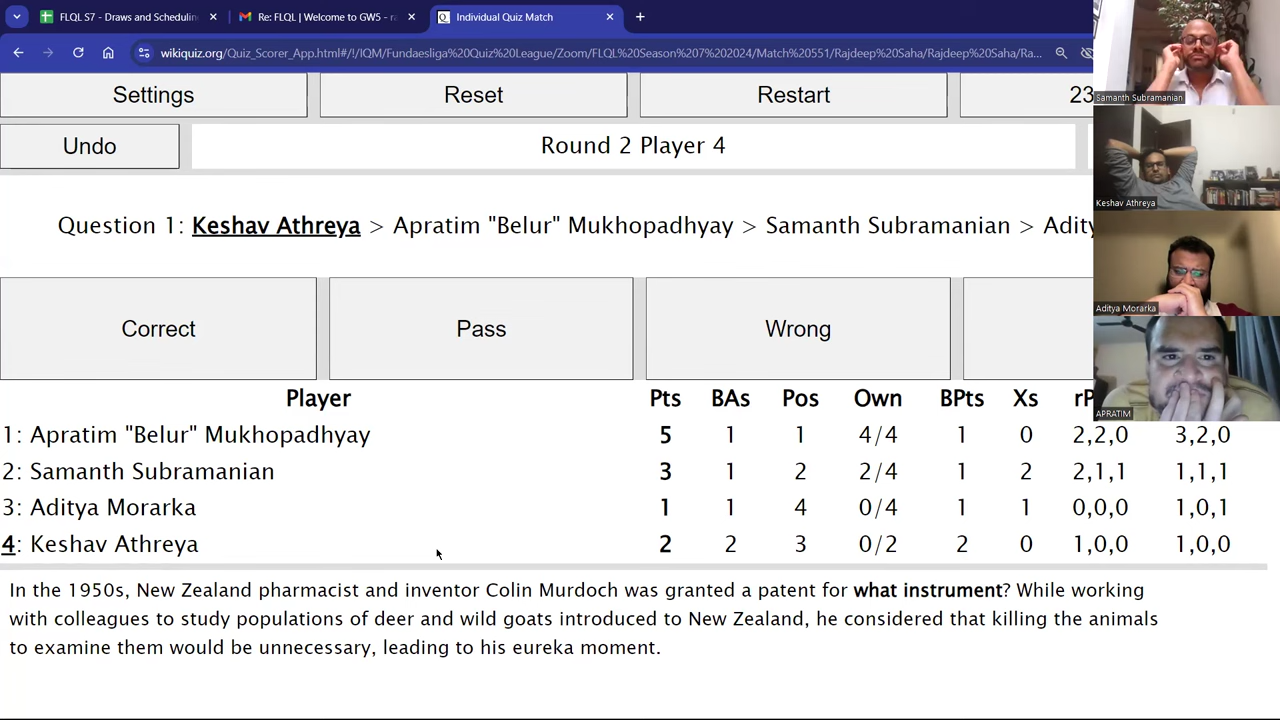 FLQL S7 - Draws and Scheduling
Re: FLQL | Welcome to GW5 - ra
Individual Quiz Match
wikiquiz.org/Quiz_Scorer_App.html#/!/IQM/Fundaesliga%20Quiz%20League/Zoom/FLQL%20Season%207%202024/Match%20551/Rajdeep%20Saha/Rajdeep%20Saha/Ra...
Settings Reset Restart 23
Undo Round 2 Player 4
Question 1: Keshav Athreya > Apratim "Belur" Mukhopadhyay > Samanth Subramanian > Adity
Correct Pass Wrong
Player Pts BAs Pos Own BPts Xs rP
1: Apratim "Belur" Mukhopadhyay 5 1 1 4/4 1 0 2,2,0 3,2,0
2: Samanth Subramanian 3 1 2 2/4 1 2 2,1,1 1,1,1
3: Aditya Morarka 1 1 4 0/4 1 1 0,0,0 1,0,1
4: Keshav Athreya 2 2 3 0/2 2 0 1,0,0 1,0,0
In the 1950s, New Zealand pharmacist and inventor Colin Murdoch was granted a patent for what instrument? While working
with colleagues to study populations of deer and wild goats introduced to New Zealand, he considered that killing the animals
to examine them would be unnecessary, leading to his eureka moment.
Samanth Subramanian
Keshav Athreya
Aditya Morarka
APRATIM